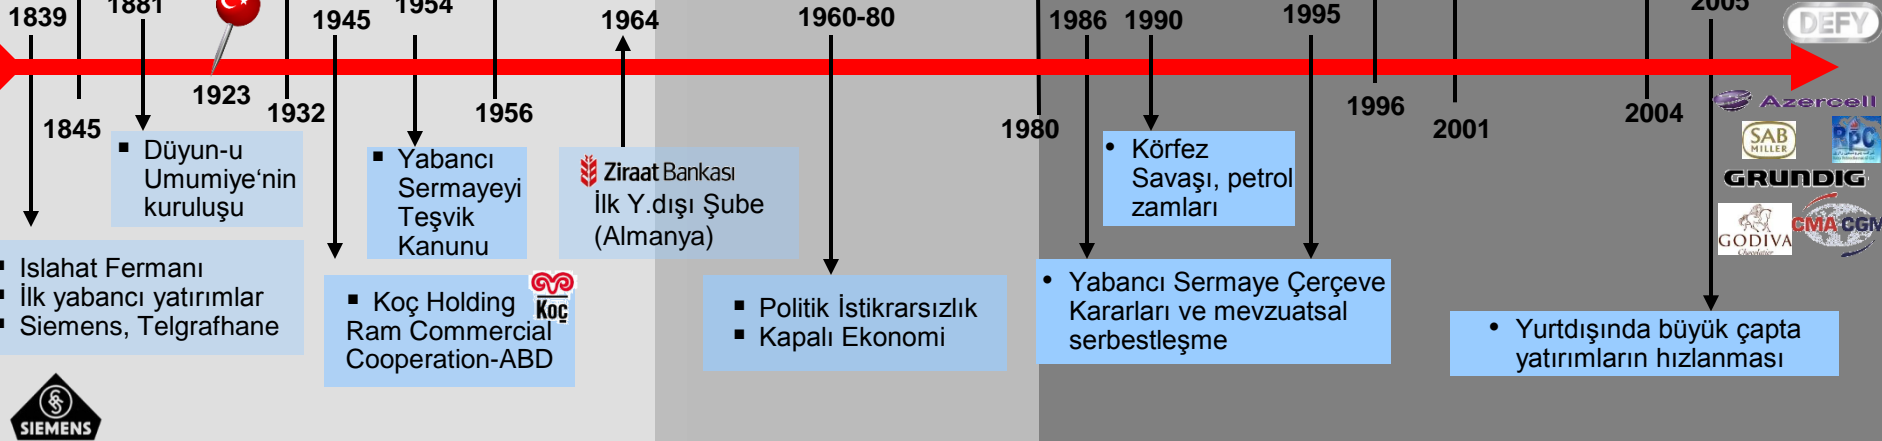 1839
1881
1945
1954
1964
1960-80
1986
1990
1995
2005
DEFY
1923
1932
1845
1956
1980
1996
2001
2004
▪ Düyun-u
Umumiye‘nin
kuruluşu
▪ Yabancı
Sermayeyi
Teşvik
Kanunu
Ziraat Bankası
İlk Y.dışı Şube
(Almanya)
• Körfez
Savaşı, petrol
zamları
Azercell
SAB
MILLER
RPC
GRUNDIG
GODIVA
Chocolatier
CMA CGM
▪ Islahat Fermanı
▪ İlk yabancı yatırımlar
▪ Siemens, Telgrafhane
▪ Koç Holding
Ram Commercial
Cooperation-ABD
Koç
▪ Politik İstikrarsızlık
▪ Kapalı Ekonomi
• Yabancı Sermaye Çerçeve
Kararları ve mevzuatsal
serbestleşme
• Yurtdışında büyük çapta
yatırımların hızlanması
SIEMENS